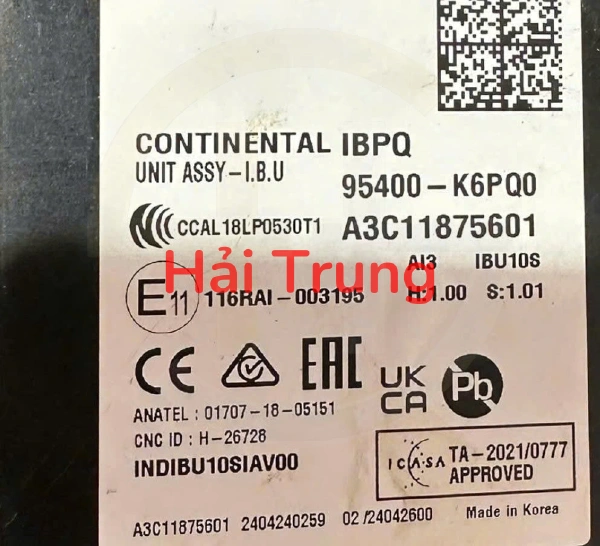 CONTINENTAL IBPQ
UNIT ASSY-I.B.U
95400-K6PQ0
CCAL18LP0530T1 A3C11875601
AI3 IBU10S
Hải Trung
E11 116RAI-003195 H:1.00 S:1.01
CE EAC UK CA Pb
ANATEL : 01707-18-05151
CNC ID : H-26728
INDIBU10SIAV00
ICASA TA-2021/0777
APPROVED
A3C11875601 2404240259 02/24042600 Made in Korea